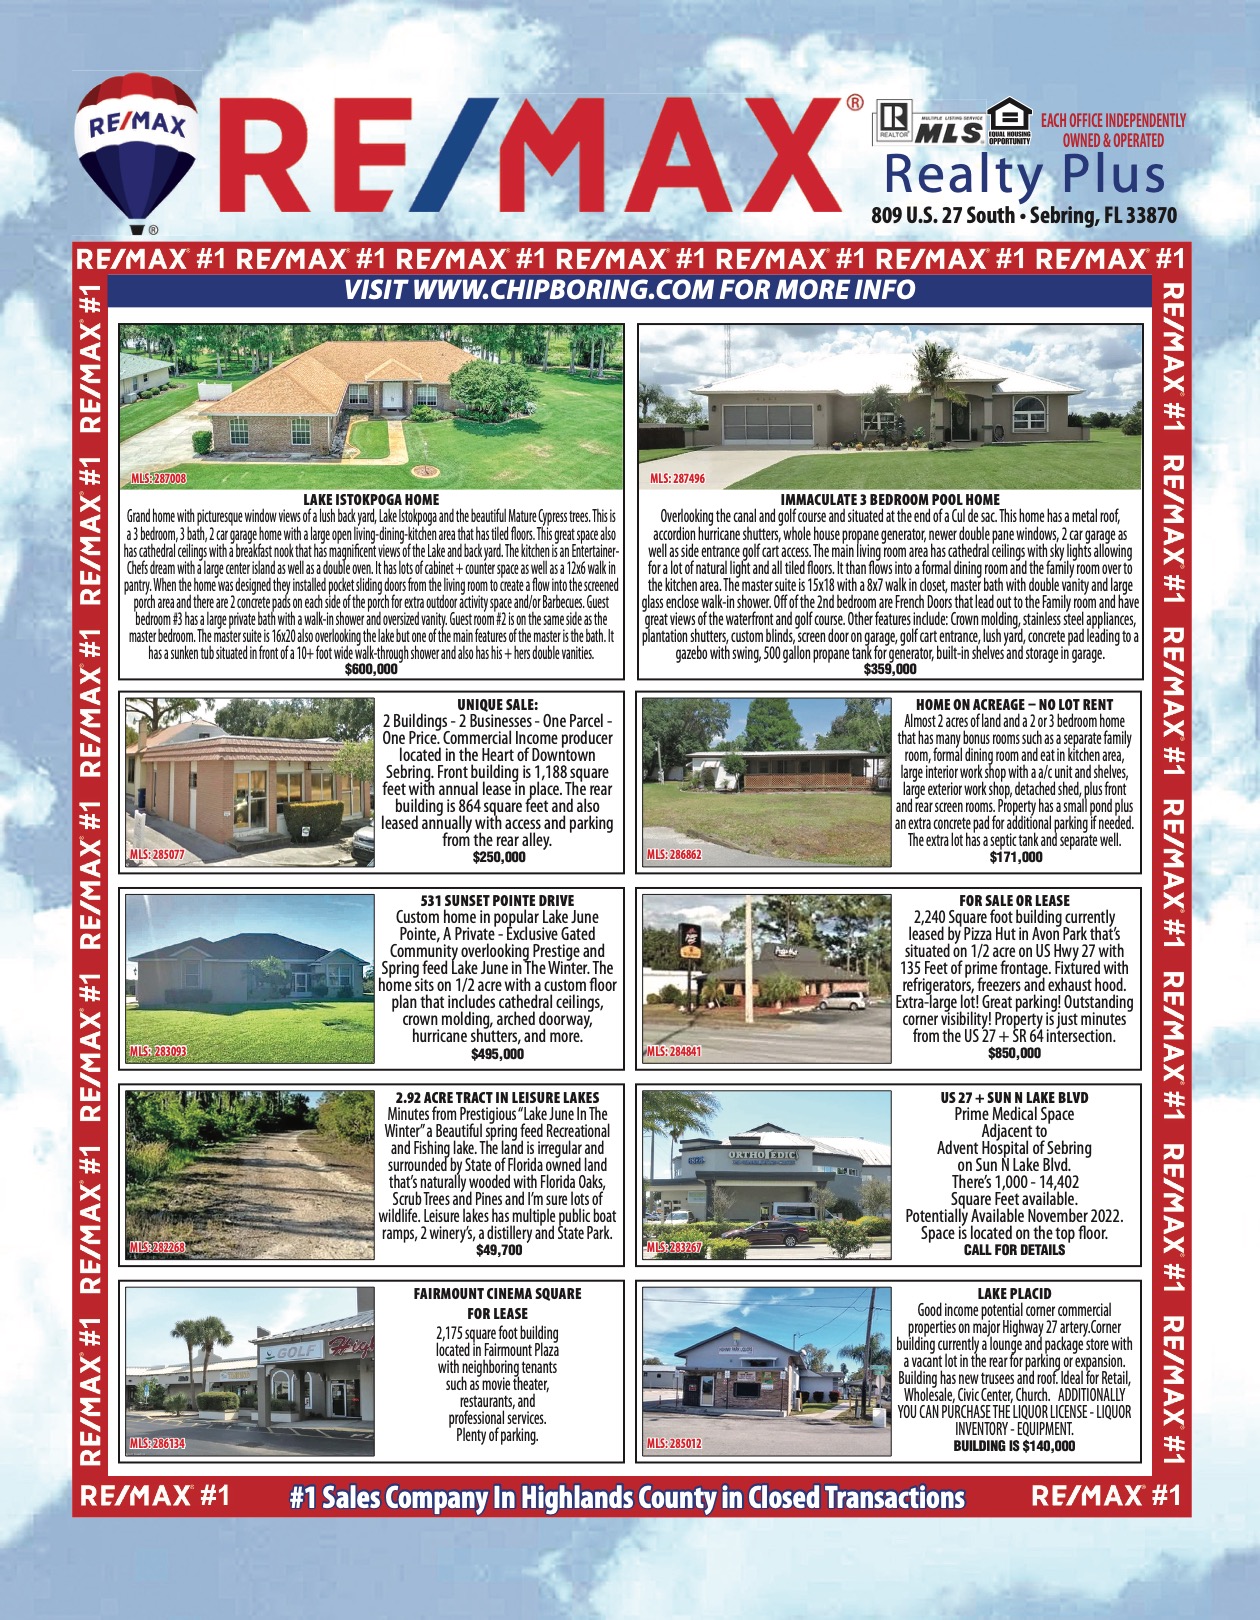 RE/MAX
®
RE/MAX®
REALTOR®
MULTIPLE LISTING SERVICE
MLS
EQUAL HOUSING
OPPORTUNITY
EACH OFFICE INDEPENDENTLY
OWNED & OPERATED
Realty Plus
809 U.S. 27 South • Sebring, FL 33870
RE/MAX® #1 RE/MAX® #1 RE/MAX® #1 RE/MAX® #1 RE/MAX® #1 RE/MAX® #1 RE/MAX® #1
VISIT WWW.CHIPBORING.COM FOR MORE INFO
RE/MAX® #1 RE/MAX® #1 RE/MAX® #1 RE/MAX® #1 RE/MAX® #1 RE/MAX® #1 RE/MAX® #1
MLS: 287008
LAKE ISTOKPOGA HOME
Grand home with picturesque window views of a lush back yard, Lake Istokpoga and the beautiful Mature Cypress trees. This is
a 3 bedroom, 3 bath, 2 car garage home with a large open living-dining-kitchen area that has tiled floors. This great space also
has cathedral ceilings with a breakfast nook that has magnificent views of the Lake and back yard. The kitchen is an Entertainer-
Chefs dream with a large center island as well as a double oven. It has lots of cabinet + counter space as well as a 12x6 walk in
pantry. When the home was designed they installed pocket sliding doors from the living room to create a flow into the screened
porch area and there are 2 concrete pads on each side of the porch for extra outdoor activity space and/or Barbecues. Guest
bedroom #3 has a large private bath with a walk-in shower and oversized vanity. Guest room #2 is on the same side as the
master bedroom. The master suite is 16x20 also overlooking the lake but one of the main features of the master is the bath. It
has a sunken tub situated in front of a 10+ foot wide walk-through shower and also has his + hers double vanities.
$600,000
MLS: 287496
IMMACULATE 3 BEDROOM POOL HOME
Overlooking the canal and golf course and situated at the end of a Cul de sac. This home has a metal roof,
accordion hurricane shutters, whole house propane generator, newer double pane windows, 2 car garage as
well as side entrance golf cart access. The main living room area has cathedral ceilings with sky lights allowing
for a lot of natural light and all tiled floors. It than flows into a formal dining room and the family room over to
the kitchen area. The master suite is 15x18 with a 8x7 walk in closet, master bath with double vanity and large
glass enclose walk-in shower. Off of the 2nd bedroom are French Doors that lead out to the Family room and have
great views of the waterfront and golf course. Other features include: Crown molding, stainless steel appliances,
plantation shutters, custom blinds, screen door on garage, golf cart entrance, lush yard, concrete pad leading to a
gazebo with swing, 500 gallon propane tank for generator, built-in shelves and storage in garage.
$359,000
MLS: 285077
UNIQUE SALE:
2 Buildings - 2 Businesses - One Parcel -
One Price. Commercial Income producer
located in the Heart of Downtown
Sebring. Front building is 1,188 square
feet with annual lease in place. The rear
building is 864 square feet and also
leased annually with access and parking
from the rear alley.
$250,000
MLS: 286862
HOME ON ACREAGE – NO LOT RENT
Almost 2 acres of land and a 2 or 3 bedroom home
that has many bonus rooms such as a separate family
room, formal dining room and eat in kitchen area,
large interior work shop with a a/c unit and shelves,
large exterior work shop, detached shed, plus front
and rear screen rooms. Property has a small pond plus
an extra concrete pad for additional parking if needed.
The extra lot has a septic tank and separate well.
$171,000
MLS: 283093
531 SUNSET POINTE DRIVE
Custom home in popular Lake June
Pointe, A Private - Exclusive Gated
Community overlooking Prestige and
Spring feed Lake June in The Winter. The
home sits on 1/2 acre with a custom floor
plan that includes cathedral ceilings,
crown molding, arched doorway,
hurricane shutters, and more.
$495,000
MLS: 284841
FOR SALE OR LEASE
2,240 Square foot building currently
leased by Pizza Hut in Avon Park that's
situated on 1/2 acre on US Hwy 27 with
135 Feet of prime frontage. Fixtured with
refrigerators, freezers and exhaust hood.
Extra-large lot! Great parking! Outstanding
corner visibility! Property is just minutes
from the US 27 + SR 64 intersection.
$850,000
MLS: 282268
2.92 ACRE TRACT IN LEISURE LAKES
Minutes from Prestigious "Lake June In The
Winter" a Beautiful spring feed Recreational
and Fishing lake. The land is irregular and
surrounded by State of Florida owned land
that's naturally wooded with Florida Oaks,
Scrub Trees and Pines and I'm sure lots of
wildlife. Leisure lakes has multiple public boat
ramps, 2 winery's, a distillery and State Park.
$49,700
ORTHOPEDIC
MLS: 283267
US 27 + SUN N LAKE BLVD
Prime Medical Space
Adjacent to
Advent Hospital of Sebring
on Sun N Lake Blvd.
There's 1,000 - 14,402
Square Feet available.
Potentially Available November 2022.
Space is located on the top floor.
CALL FOR DETAILS
GOLF
MLS: 286134
FAIRMOUNT CINEMA SQUARE
FOR LEASE
2,175 square foot building
located in Fairmount Plaza
with neighboring tenants
such as movie theater,
restaurants, and
professional services.
Plenty of parking.
MLS: 285012
LAKE PLACID
Good income potential corner commercial
properties on major Highway 27 artery.Corner
building currently a lounge and package store with
a vacant lot in the rear for parking or expansion.
Building has new trusees and roof. Ideal for Retail,
Wholesale, Civic Center, Church. ADDITIONALLY
YOU CAN PURCHASE THE LIQUOR LICENSE - LIQUOR
INVENTORY - EQUIPMENT.
BUILDING IS $140,000
RE/MAX® #1 RE/MAX® #1 RE/MAX® #1 RE/MAX® #1 RE/MAX® #1 RE/MAX® #1 RE/MAX® #1
RE/MAX® #1
#1 Sales Company In Highlands County in Closed Transactions
RE/MAX® #1